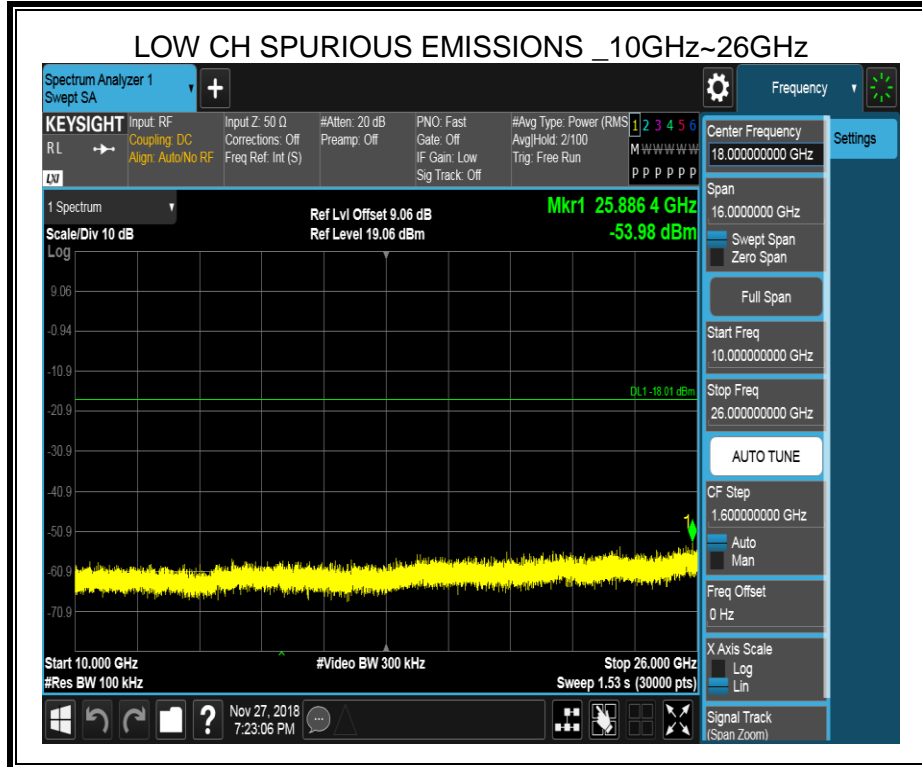 LOW CH SPURIOUS EMISSIONS _10GHz~26GHz
Spectrum Analyzer 1
Swept SA
+
Frequency
KEYSIGHT
RL
LXI
Input: RF
Coupling: DC
Align: Auto/No RF
Input Z: 50 Ω
Corrections: Off
Freq Ref: Int (S)
#Atten: 20 dB
Preamp: Off
PNO: Fast
Gate: Off
IF Gain: Low
Sig Track: Off
#Avg Type: Power (RMS
Avg|Hold: 2/100
Trig: Free Run
1 2 3 4 5 6
M W W W W W
P P P P P P
Center Frequency
18.000000000 GHz
Settings
1 Spectrum
Scale/Div 10 dB
Log
Ref Lvl Offset 9.06 dB
Ref Level 19.06 dBm
Mkr1 25.886 4 GHz
-53.98 dBm
9.06
-0.94
-10.9
-20.9
-30.9
-40.9
-50.9
-60.9
-70.9
DL1 -18.01 dBm
1
Start 10.000 GHz
#Res BW 100 kHz
#Video BW 300 kHz
Stop 26.000 GHz
Sweep 1.53 s (30000 pts)
Span
16.0000000 GHz
Swept Span
Zero Span
Full Span
Start Freq
10.000000000 GHz
Stop Freq
26.000000000 GHz
AUTO TUNE
CF Step
1.600000000 GHz
Auto
Man
Freq Offset
0 Hz
X Axis Scale
Log
Lin
Signal Track
(Span Zoom)
?
Nov 27, 2018
7:23:06 PM